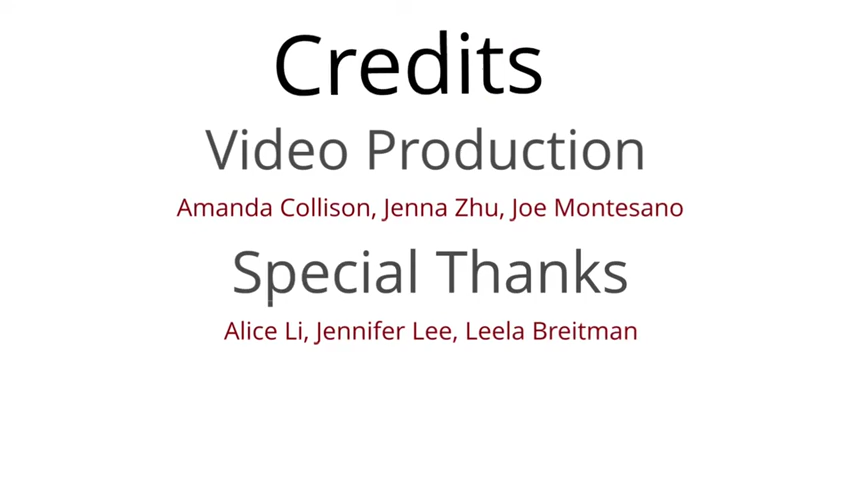 Credits
Video Production
Amanda Collison, Jenna Zhu, Joe Montesano
Special Thanks
Alice Li, Jennifer Lee, Leela Breitman